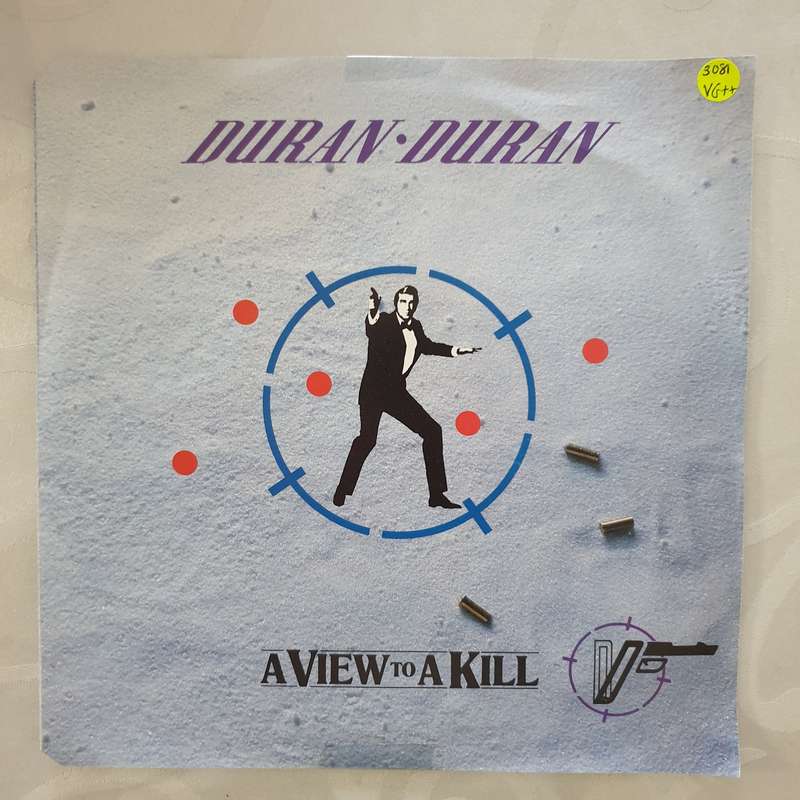 3081
VG++
DURAN·DURAN
A VIEW TO A KILL